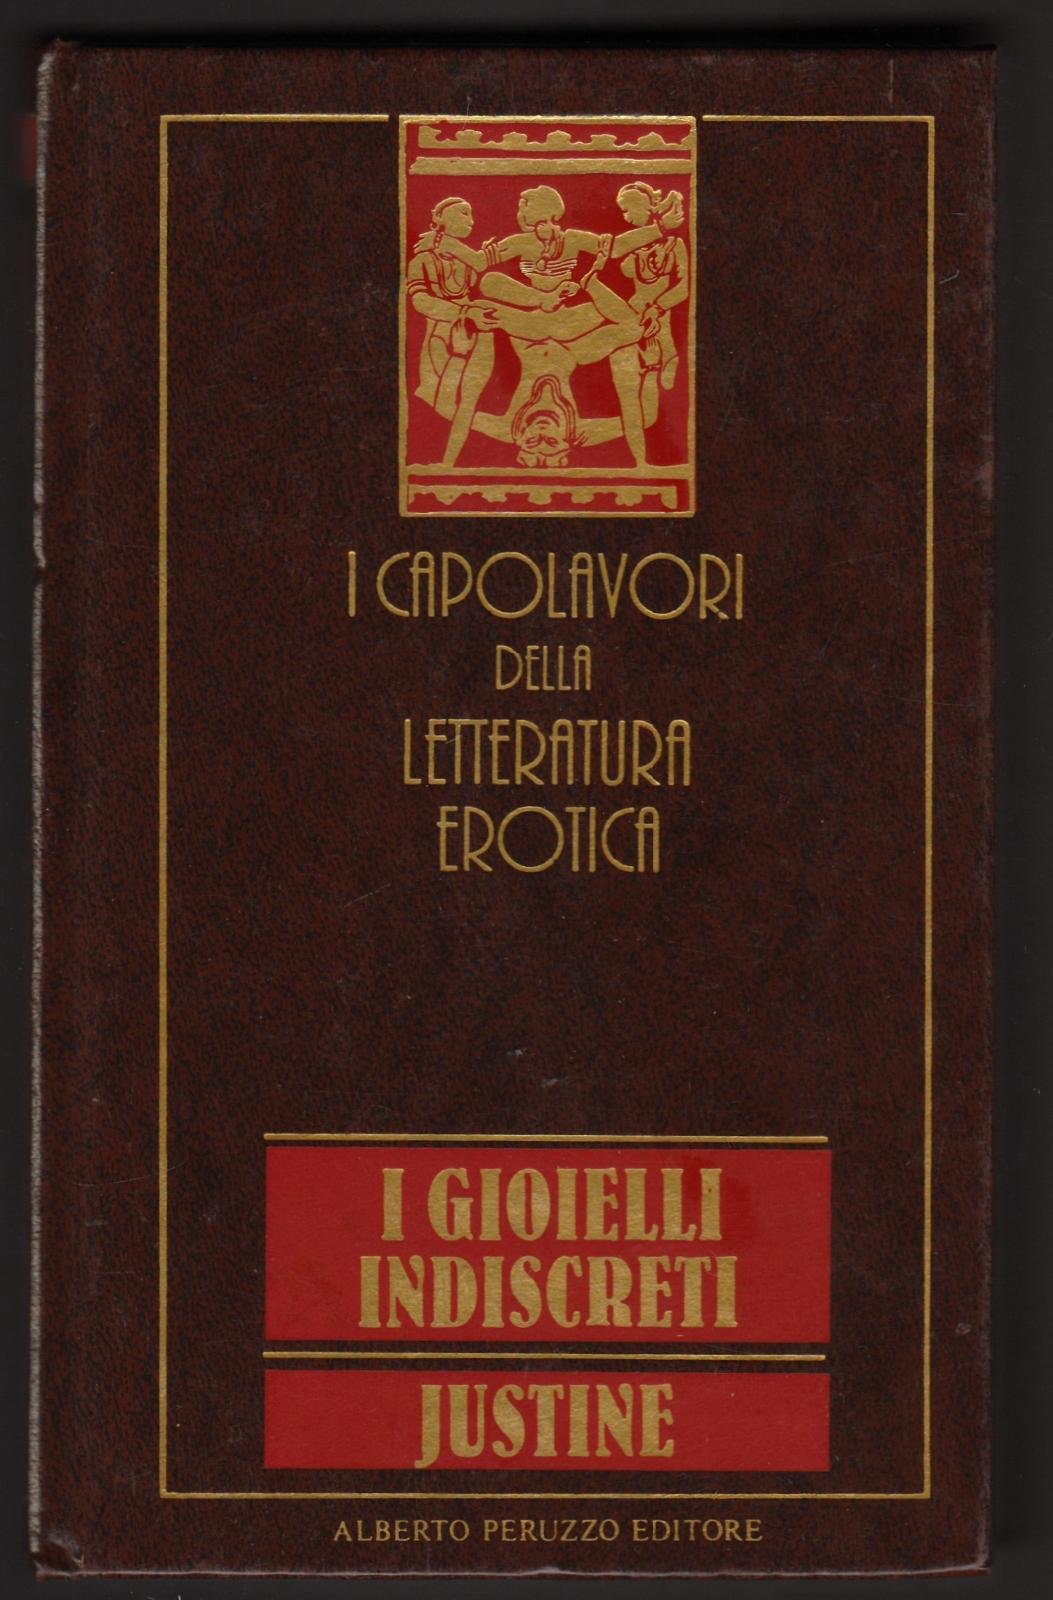 I CAPOLAVORI
DELLA
LETTERATURA
EROTICA
I GIOIELLI
INDISCRETI
JUSTINE
ALBERTO PERUZZO EDITORE